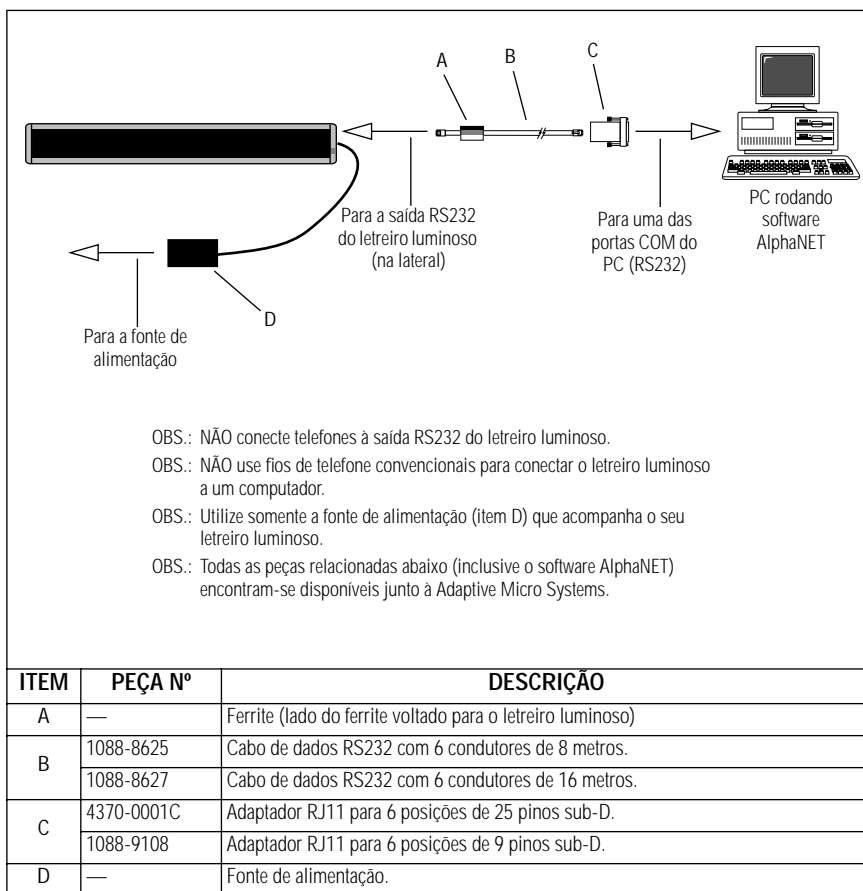 A
B
C
Para a saída RS232
do letreiro luminoso
(na lateral)
Para uma das
portas COM do
PC (RS232)
PC rodando
software
AlphaNET
D
Para a fonte de
alimentação
OBS.: NÃO conecte telefones à saída RS232 do letreiro luminoso.
OBS.: NÃO use fios de telefone convencionais para conectar o letreiro luminoso
a um computador.
OBS.: Utilize somente a fonte de alimentação (item D) que acompanha o seu
letreiro luminoso.
OBS.: Todas as peças relacionadas abaixo (inclusive o software AlphaNET)
encontram-se disponíveis junto à Adaptive Micro Systems.
ITEM PEÇA Nº DESCRIÇÃO
A — Ferrite (lado do ferrite voltado para o letreiro luminoso)
B 1088-8625 Cabo de dados RS232 com 6 condutores de 8 metros.
1088-8627 Cabo de dados RS232 com 6 condutores de 16 metros.
C 4370-0001C Adaptador RJ11 para 6 posições de 25 pinos sub-D.
1088-9108 Adaptador RJ11 para 6 posições de 9 pinos sub-D.
D — Fonte de alimentação.